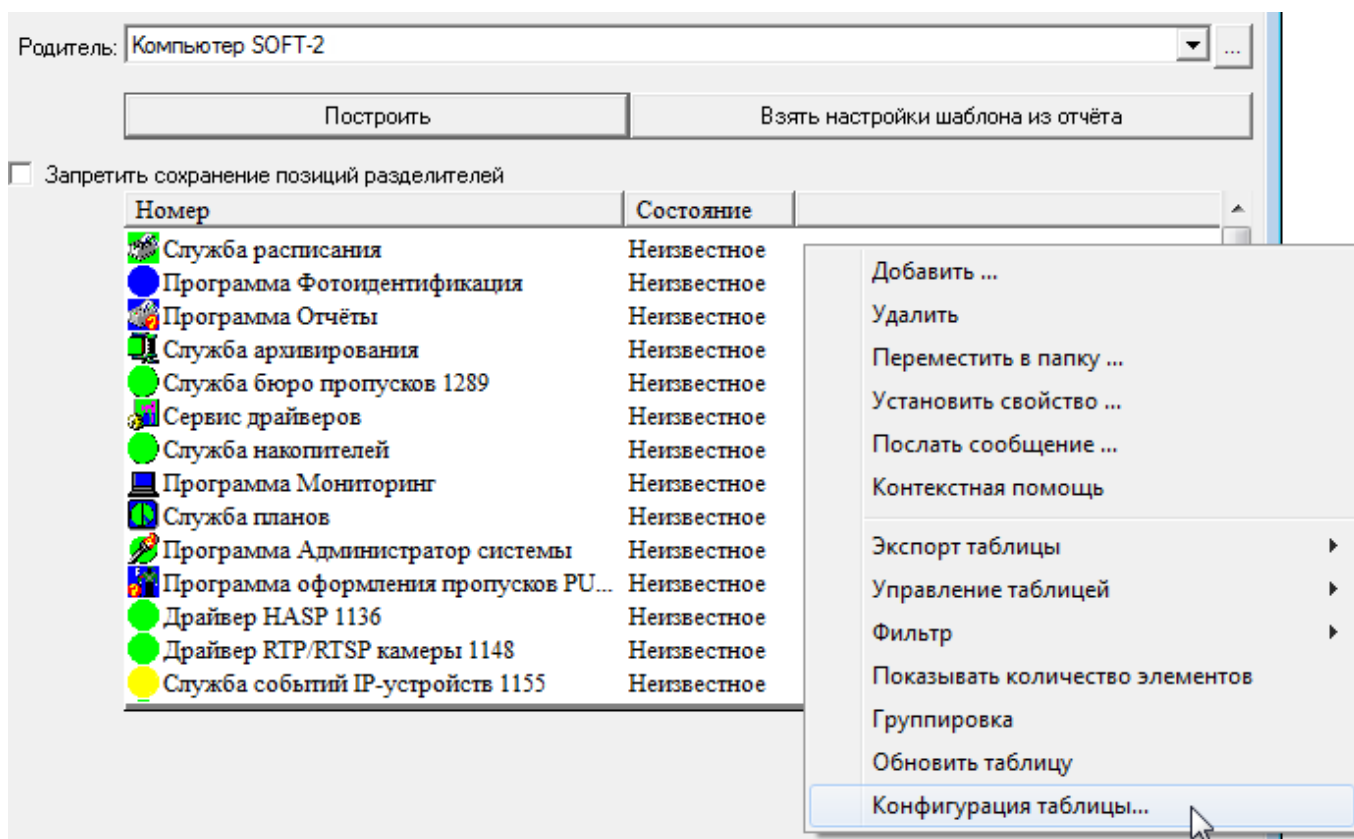 Родитель: Компьютер SOFT-2 ...
Построить Взять настройки шаблона из отчёта
Запретить сохранение позиций разделителей
Номер Состояние
Служба расписания Неизвестное
Программа Фотоидентификация Неизвестное
Программа Отчёты Неизвестное
Служба архивирования Неизвестное
Служба бюро пропусков 1289 Неизвестное
Сервис драйверов Неизвестное
Служба накопителей Неизвестное
Программа Мониторинг Неизвестное
Служба планов Неизвестное
Программа Администратор системы Неизвестное
Программа оформления пропусков PU... Неизвестное
Драйвер HASP 1136 Неизвестное
Драйвер RTP/RTSP камеры 1148 Неизвестное
Служба событий IP-устройств 1155 Неизвестное
Добавить ...
Удалить
Переместить в папку ...
Установить свойство ...
Послать сообщение ...
Контекстная помощь
Экспорт таблицы
Управление таблицей
Фильтр
Показывать количество элементов
Группировка
Обновить таблицу
Конфигурация таблицы...